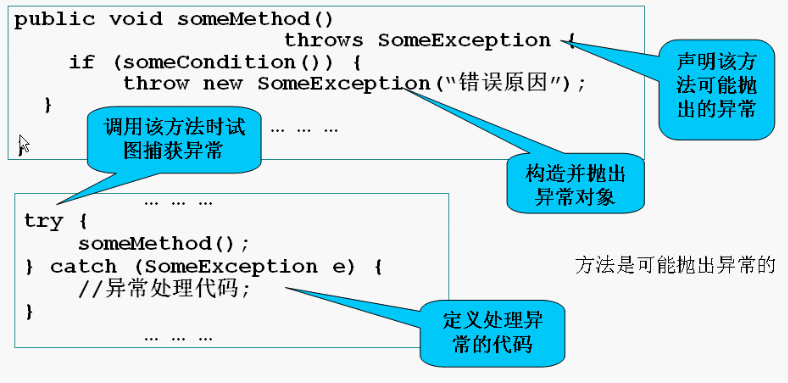 public void someMethod()
throws SomeException {
if (someCondition()) {
throw new SomeException(“错误原因”);
}
… … …
}
声明该方
法可能抛
出的异常
调用该方法时试
图捕获异常
构造并抛出
异常对象
… … …
try {
someMethod();
} catch (SomeException e) {
//异常处理代码;
}
… … …
定义处理异
常的代码
方法是可能抛出异常的